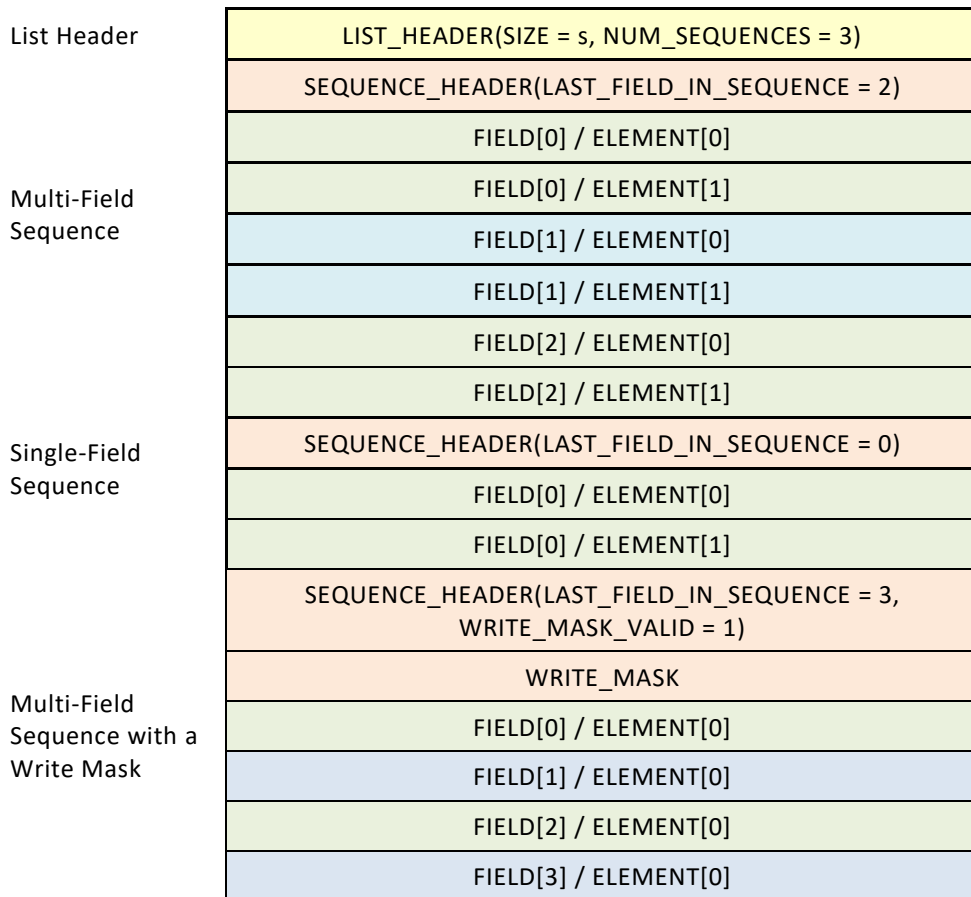 List Header
LIST_HEADER(SIZE = s, NUM_SEQUENCES = 3)
SEQUENCE_HEADER(LAST_FIELD_IN_SEQUENCE = 2)
Multi-Field
Sequence
FIELD[0] / ELEMENT[0]
FIELD[0] / ELEMENT[1]
FIELD[1] / ELEMENT[0]
FIELD[1] / ELEMENT[1]
FIELD[2] / ELEMENT[0]
FIELD[2] / ELEMENT[1]
Single-Field
Sequence
SEQUENCE_HEADER(LAST_FIELD_IN_SEQUENCE = 0)
FIELD[0] / ELEMENT[0]
FIELD[0] / ELEMENT[1]
Multi-Field
Sequence with a
Write Mask
SEQUENCE_HEADER(LAST_FIELD_IN_SEQUENCE = 3,
WRITE_MASK_VALID = 1)
WRITE_MASK
FIELD[0] / ELEMENT[0]
FIELD[1] / ELEMENT[0]
FIELD[2] / ELEMENT[0]
FIELD[3] / ELEMENT[0]